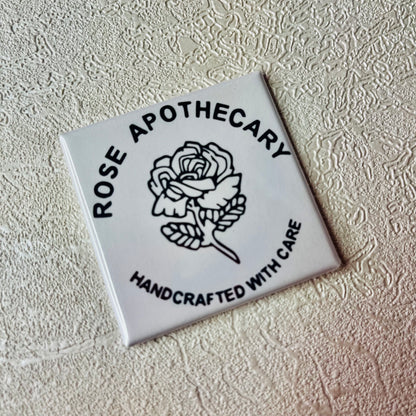 ROSE APOTHECARY
HANDCRAFTED WITH CARE